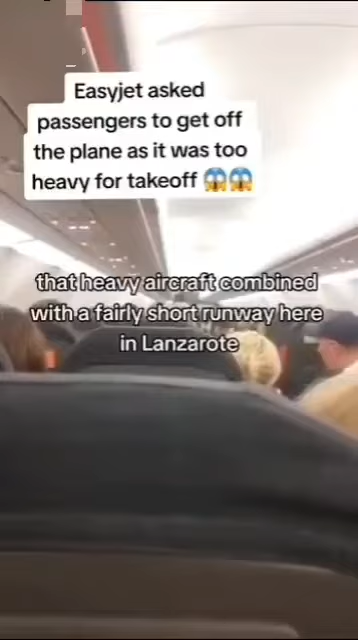 Easyjet asked
passengers to get off
the plane as it was too
heavy for takeoff 😱😱
that heavy aircraft combined
with a fairly short runway here
in Lanzarote